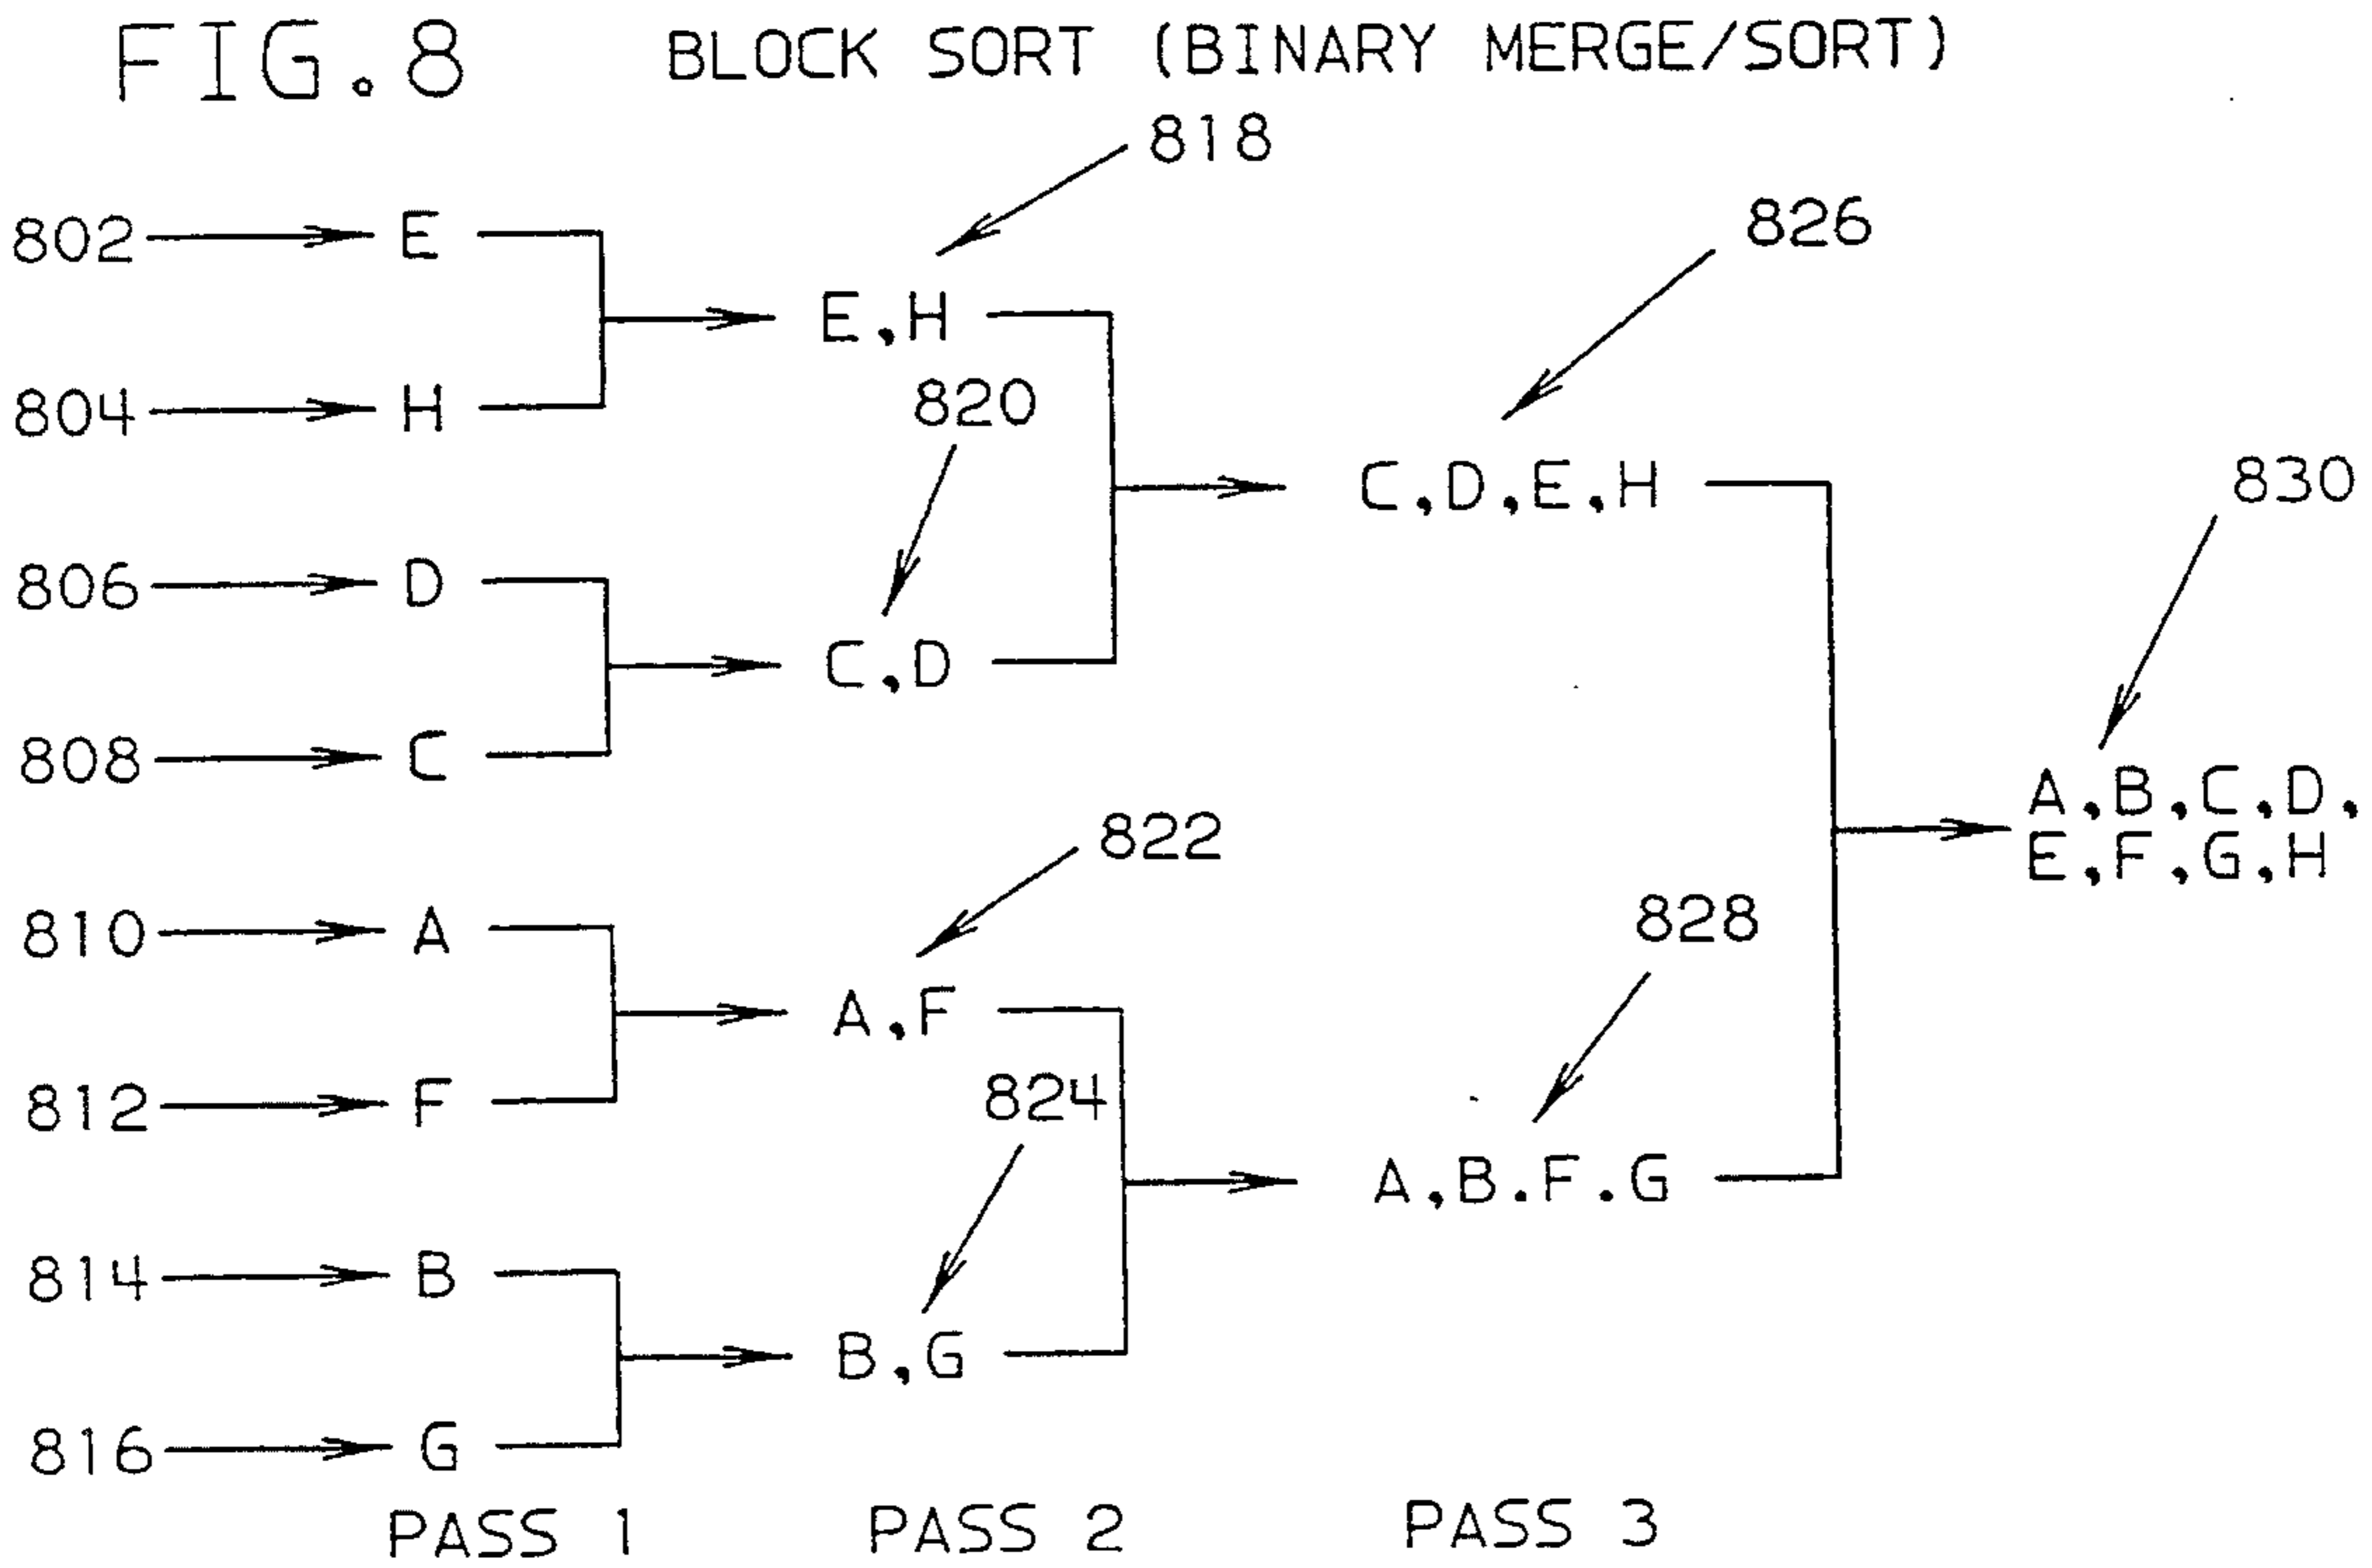 FIG.8 BLOCK SORT (BINARY MERGE/SORT)
818
826
802 E
E,H
804 H
820
C,D,E,H
830
806 D
C,D
808 C
A,B,C,D,
E,F,G,H
822
810 A
828
A,F
812 F
824
A,B.F.G
814 B
B,G
816 G
PASS 1 PASS 2 PASS 3